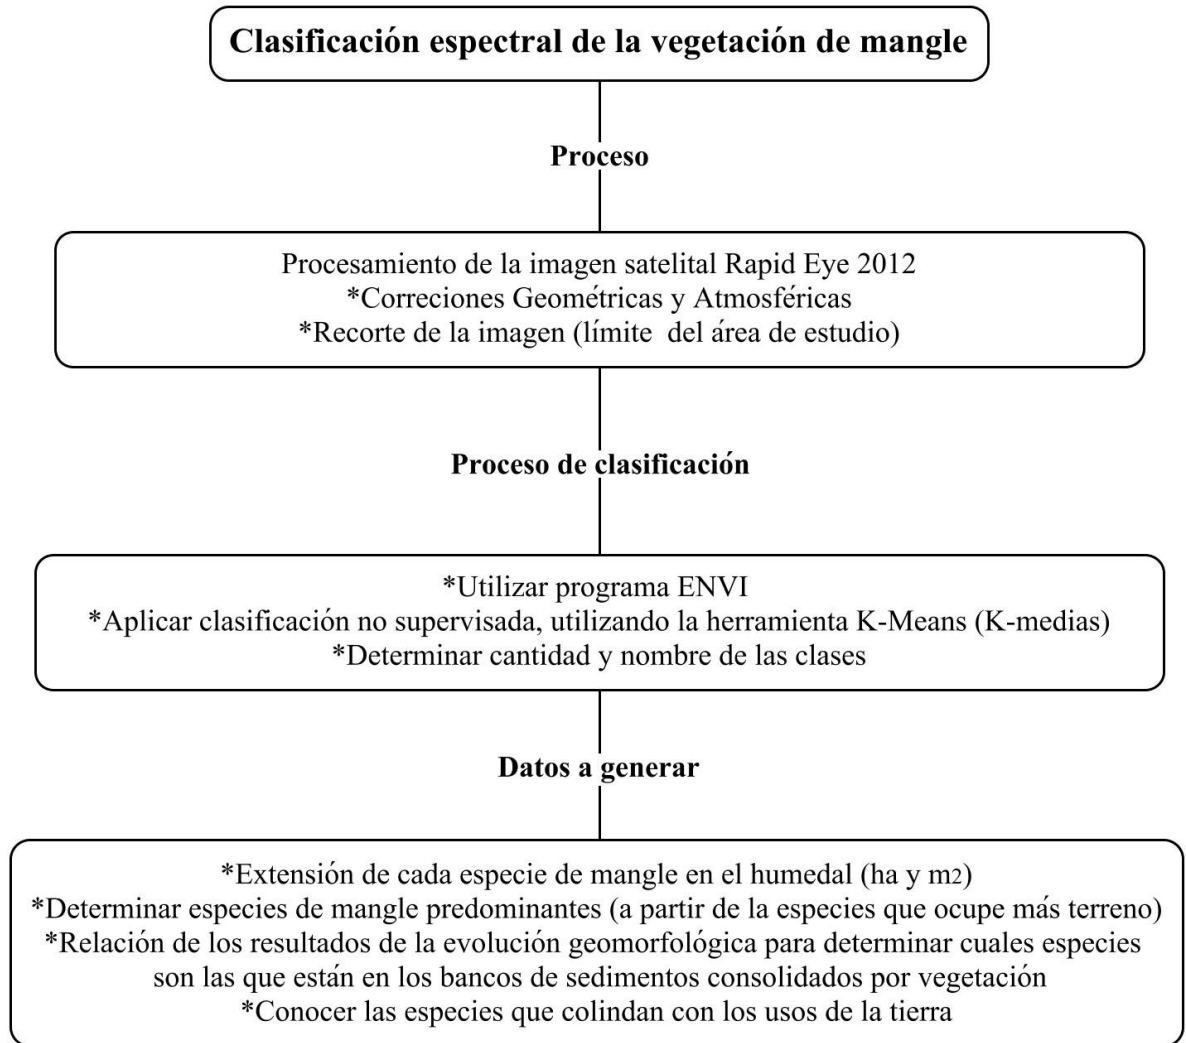 Clasificación espectral de la vegetación de mangle
Proceso
Procesamiento de la imagen satelital Rapid Eye 2012
*Correciones Geométricas y Atmosféricas
*Recorte de la imagen (límite del área de estudio)
Proceso de clasificación
*Utilizar programa ENVI
*Aplicar clasificación no supervisada, utilizando la herramienta K-Means (K-medias)
*Determinar cantidad y nombre de las clases
Datos a generar
*Extensión de cada especie de mangle en el humedal (ha y m2)
*Determinar especies de mangle predominantes (a partir de la especies que ocupe más terreno)
*Relación de los resultados de la evolución geomorfológica para determinar cuales especies
son las que están en los bancos de sedimentos consolidados por vegetación
*Conocer las especies que colindan con los usos de la tierra